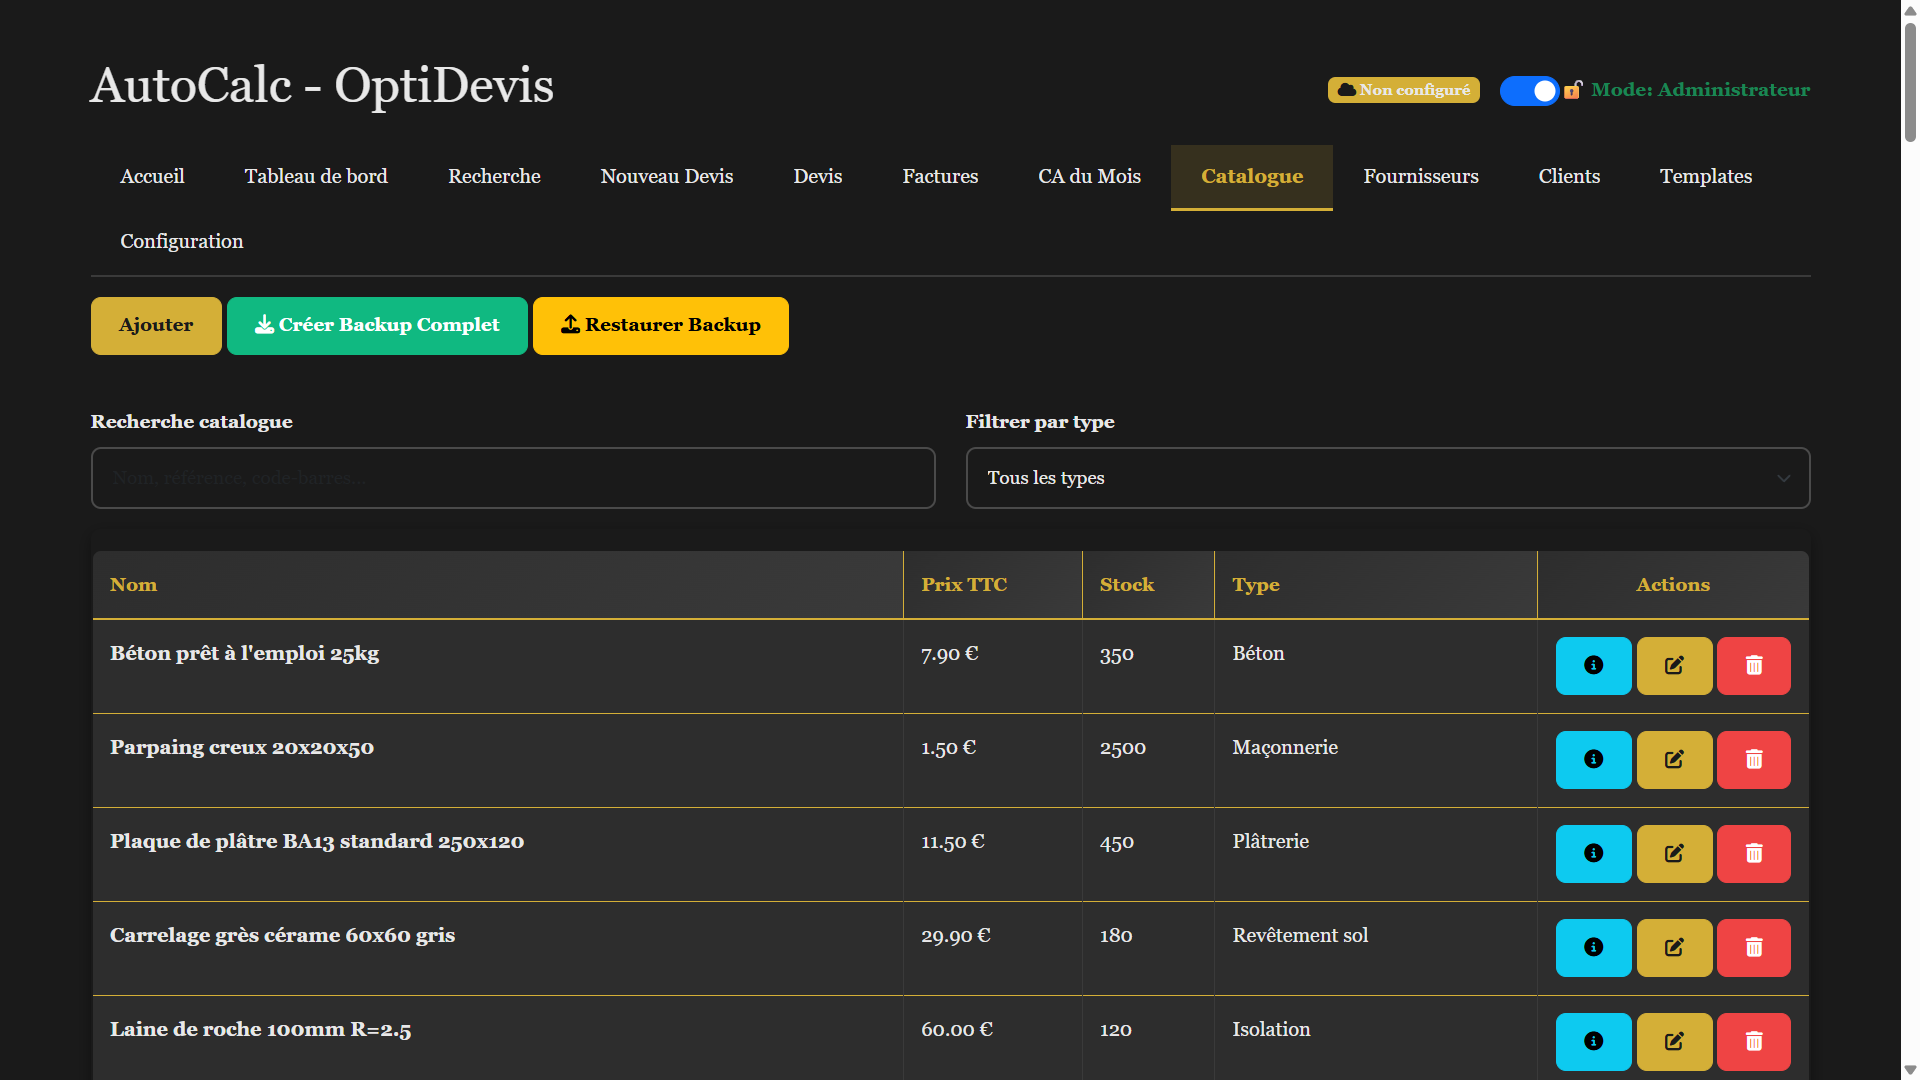 AutoCalc - OptiDevis
Non configuré
Mode: Administrateur
Accueil
Tableau de bord
Recherche
Nouveau Devis
Devis
Factures
CA du Mois
Catalogue
Fournisseurs
Clients
Templates
Configuration
Ajouter
Créer Backup Complet
Restaurer Backup
Recherche catalogue
Filtrer par type
Nom, référence, code-barres...
Tous les types
Nom
Prix TTC
Stock
Type
Actions
Béton prêt à l'emploi 25kg
7.90 €
350
Béton
Parpaing creux 20x20x50
1.50 €
2500
Maçonnerie
Plaque de plâtre BA13 standard 250x120
11.50 €
450
Plâtrerie
Carrelage grès cérame 60x60 gris
29.90 €
180
Revêtement sol
Laine de roche 100mm R=2.5
60.00 €
120
Isolation